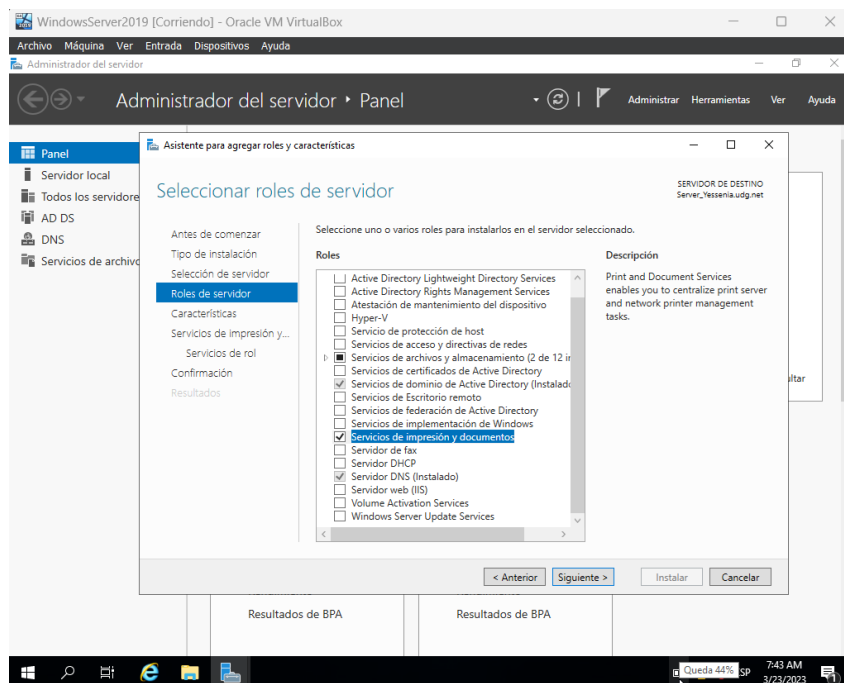 WindowsServer2019 [Corriendo] - Oracle VM VirtualBox
Archivo Máquina Ver Entrada Dispositivos Ayuda
Administrador del servidor
Administrador del servidor Panel
Administrar Herramientas Ver Ayuda
Panel
Servidor local
Todos los servidore
AD DS
DNS
Servicios de archivo
Asistente para agregar roles y características
Seleccionar roles de servidor
SERVIDOR DE DESTINO
Server_Yessenia.udg.net
Antes de comenzar
Tipo de instalación
Selección de servidor
Roles de servidor
Características
Servicios de impresión y...
Servicios de rol
Confirmación
Resultados
Seleccione uno o varios roles para instalarlos en el servidor seleccionado.
Roles
Active Directory Lightweight Directory Services
Active Directory Rights Management Services
Atestación de mantenimiento del dispositivo
Hyper-V
Servicio de protección de host
Servicios de acceso y directivas de redes
Servicios de archivos y almacenamiento (2 de 12 in
Servicios de certificados de Active Directory
Servicios de dominio de Active Directory (Instalado
Servicios de Escritorio remoto
Servicios de federación de Active Directory
Servicios de implementación de Windows
Servicios de impresión y documentos
Servidor de fax
Servidor DHCP
Servidor DNS (Instalado)
Servidor web (IIS)
Volume Activation Services
Windows Server Update Services
Descripción
Print and Document Services
enables you to centralize print server
and network printer management
tasks.
ultar
< Anterior Siguiente > Instalar Cancelar
Resultados de BPA Resultados de BPA
Queda 44% SP
7:43 AM
3/23/2023